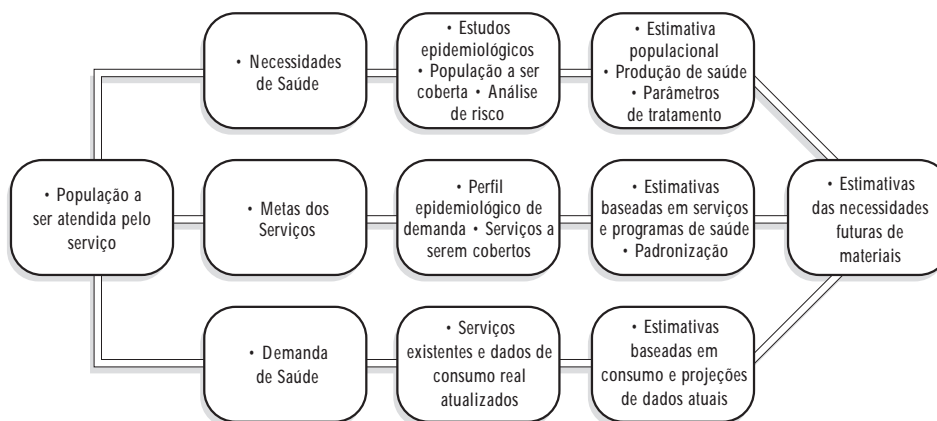 • População a
ser atendida pelo
serviço
• Necessidades
de Saúde
• Estudos
epidemiológicos
• População a ser
coberta • Análise
de risco
• Estimativa
populacional
• Produção de saúde
• Parâmetros
de tratamento
• Metas dos
Serviços
• Perfil
epidemiológico de
demanda • Serviços a
serem cobertos
• Estimativas
baseadas em serviços
e programas de saúde
• Padronização
• Demanda
de Saúde
• Serviços
existentes e dados de
consumo real
atualizados
• Estimativas
baseadas em
consumo e projeções
de dados atuais
• Estimativas
das necessidades
futuras de
materiais